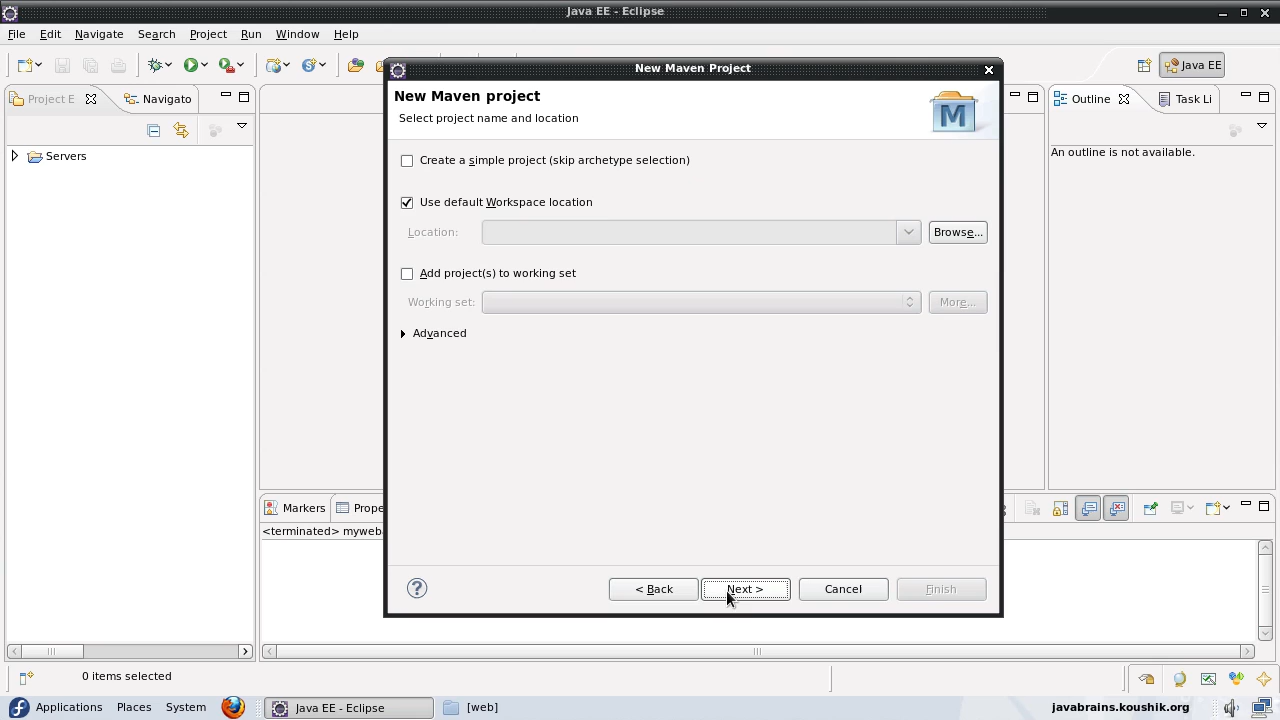 Java EE - Eclipse
File Edit Navigate Search Project Run Window Help
Java EE
Project E
Navigato
Servers
New Maven Project
New Maven project
Select project name and location
M
Create a simple project (skip archetype selection)
Use default Workspace location
Location:
Browse...
Add project(s) to working set
Working set:
More...
Advanced
< Back
Next >
Cancel
Finish
Outline
Task Li
An outline is not available.
Markers
Prope
<terminated> myweba
0 items selected
Applications Places System
Java EE - Eclipse
[web]
javabrains.koushik.org